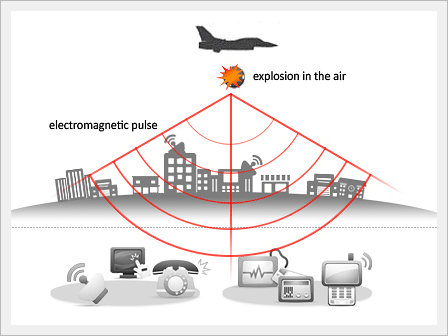 explosion in the air
electromagnetic pulse